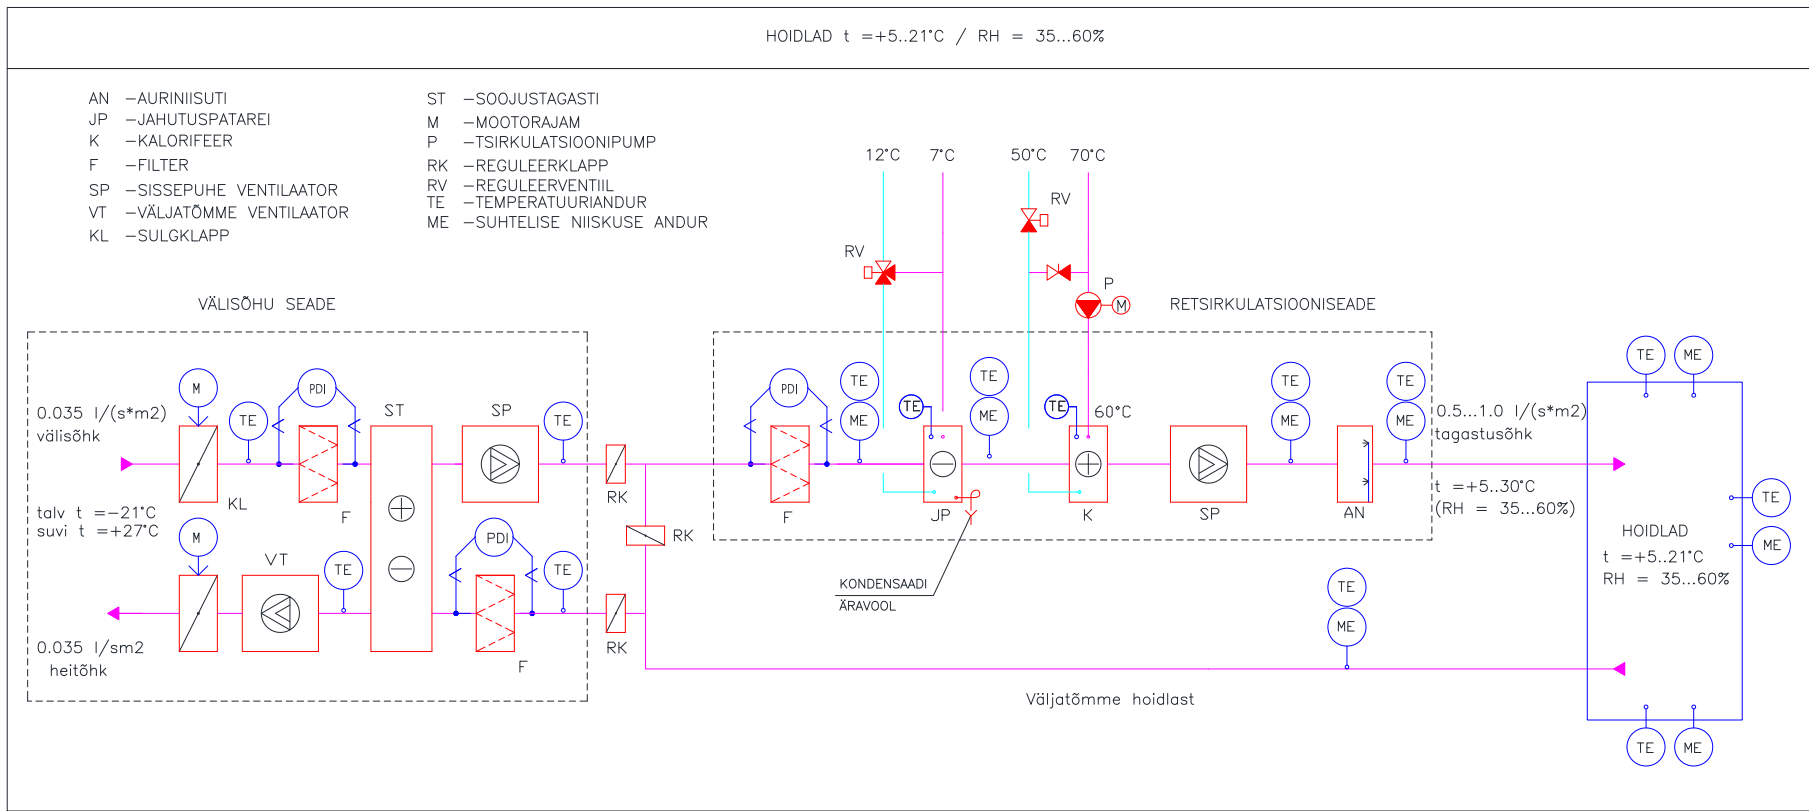 HOIDLAD t =+5..21°C / RH = 35...60%
AN -AURINIISUTI
JP -JAHUTUSPATAREI
K -KALORIFEER
F -FILTER
SP -SISSEPUHE VENTILAATOR
VT -VÄLJATÕMME VENTILAATOR
KL -SULGKLAPP
ST -SOOJUSTAGASTI
M -MOOTORAJAM
P -TSIRKULATSIOONIPUMP
RK -REGULEERKLAPP
RV -REGULEERVENTIIL
TE -TEMPERATUURIANDUR
ME -SUHTELISE NIISKUSE ANDUR
12°C 7°C 50°C 70°C
RV
RV
P
M
VÄLISÕHU SEADE
RETSIRKULATSIOONISEADE
M
PDI
TE
ST
SP
TE
0.035 l/(s*m2)
välisõhk
KL
F
RK
talv t =-21°C
suvi t =+27°C
M
VT
TE
PDI
TE
RK
RK
F
0.035 l/sm2
heitõhk
PDI
TE
ME
TE
TE
ME
TE
60°C
TE
ME
TE
ME
F
JP
K
SP
AN
KONDENSAADI
ÄRAVOOL
0.5...1.0 l/(s*m2)
tagastusõhk
t =+5..30°C
(RH = 35...60%)
TE
ME
TE
ME
HOIDLAD
t =+5..21°C
RH = 35...60%
TE
ME
Väljatõmme hoidlast
TE
ME